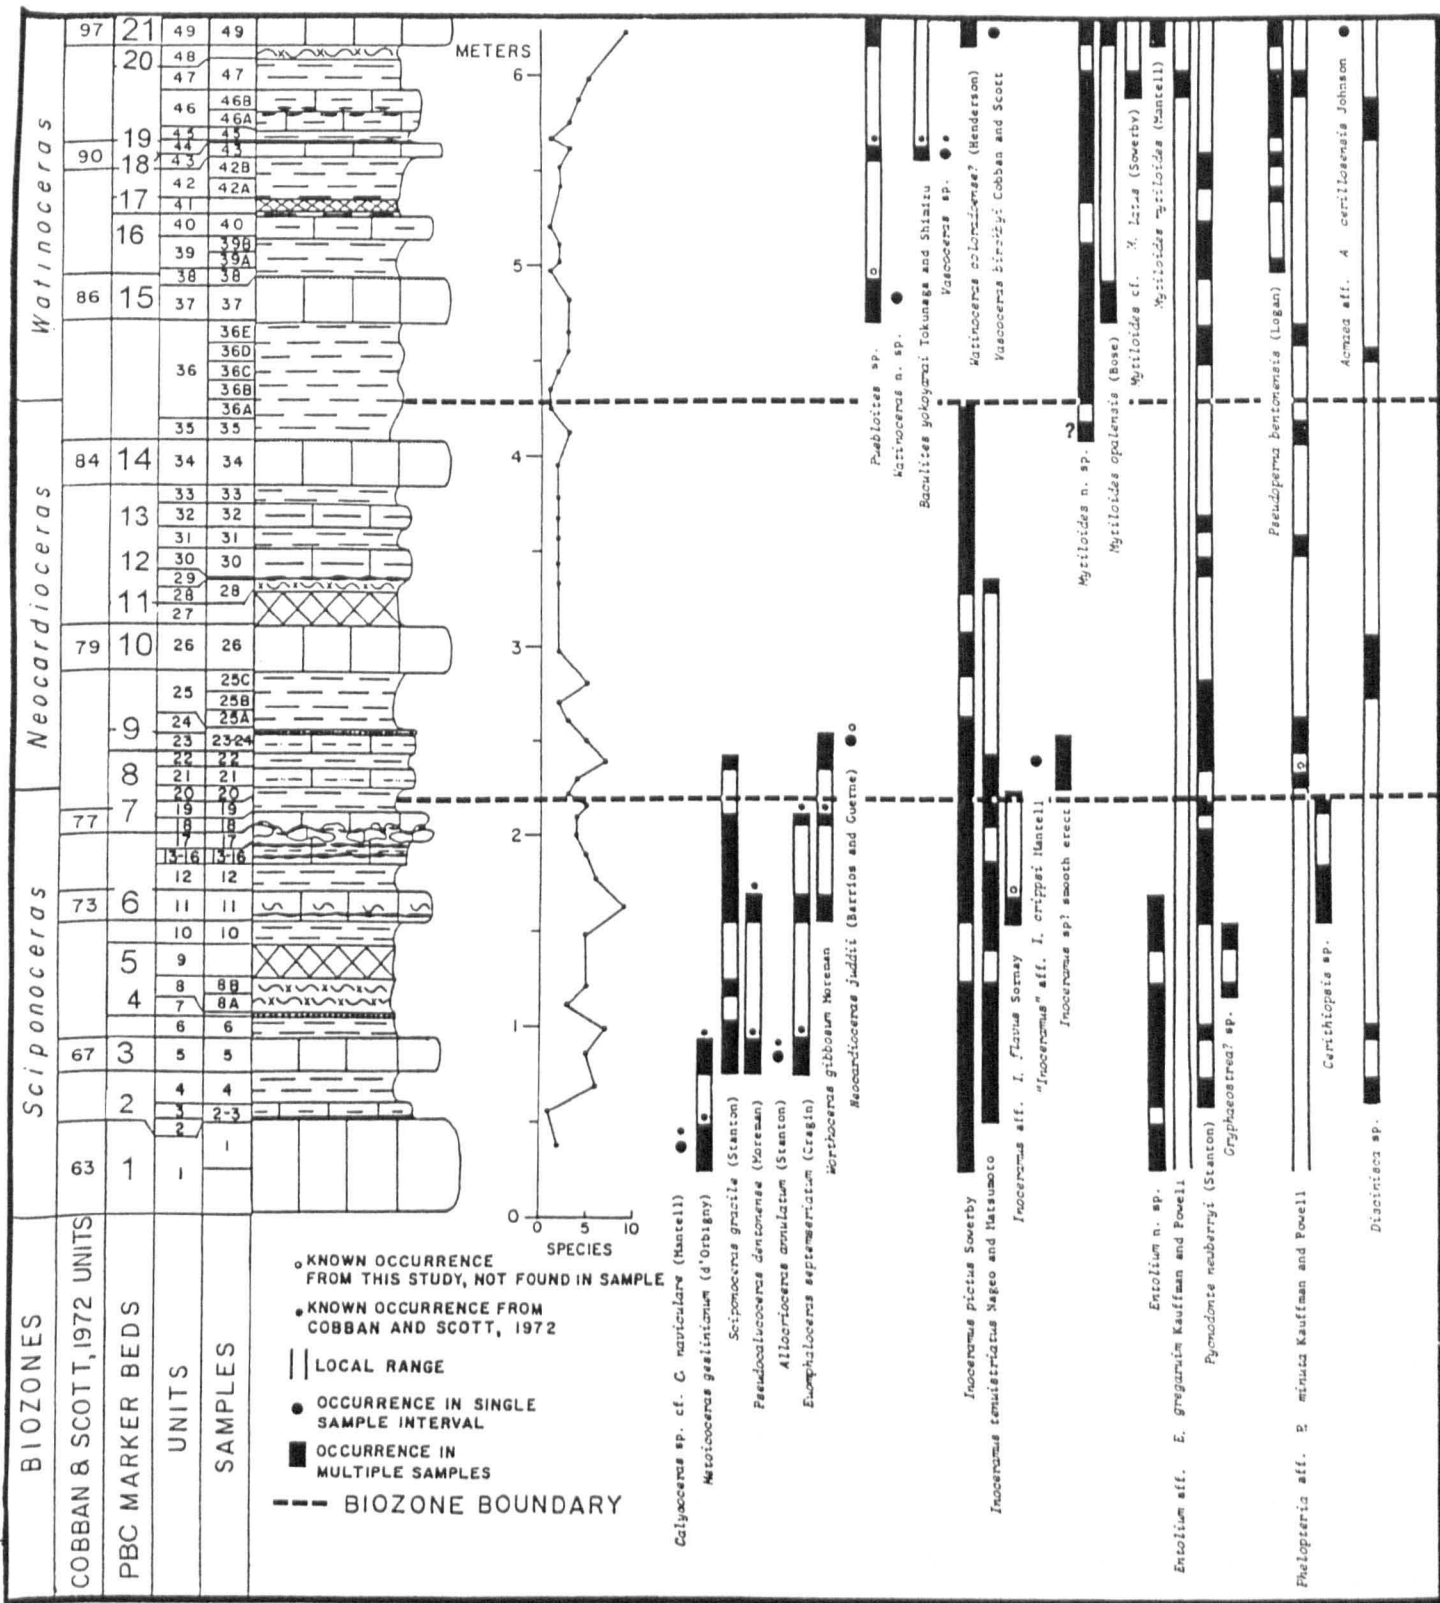 97 21 49 49
20 48
47 47
46 46B
46A
19 45 45
44 43
90 18 43
42B
42 42A
17 41
16 40 40
39 39B
39A
38 38
86 15 37 37
36E
36D
36 36C
36B
36A
35 35
84 14 34 34
33 33
13 32 32
31 31
12 30 30
29
28 28
11 27
79 10 26 26
25C
25 25B
24 25A
9 23 23-24
22 22
8 21 21
20 20
7 19 19
77 18 18
17 17
13-16 13-16
12 12
73 6 11 11
10 10
5 9
8 8B
4 7 8A
6 6
67 3 5 5
4 4
2 3 2-3
2
63 1 1 1
Watinoceras
Neocardioceras
Sciponoceras
BIOZONES
COBBAN & SCOTT,1972 UNITS
PBC MARKER BEDS
UNITS
SAMPLES
METERS
6
5
4
3
2
1
0
0 5 10
SPECIES
KNOWN OCCURRENCE
FROM THIS STUDY, NOT FOUND IN SAMPLE
KNOWN OCCURRENCE FROM
COBBAN AND SCOTT, 1972
LOCAL RANGE
OCCURRENCE IN SINGLE
SAMPLE INTERVAL
OCCURRENCE IN
MULTIPLE SAMPLES
BIOZONE BOUNDARY
Calycoceras sp. cf. C. naviculare (Mantell)
Metoicoceras geslinianum (d'Orbigny)
Sciponoceras gracile (Stanton)
Pseudocalycoceras dentonense (Moreman)
Allocrioceras annulatum (Stanton)
Euomphaloceras septemseriatum (Cragin)
Worthoceras gibbosum Moreman
Neocardioceras juddii (Barrios and Guerne)
Puebloites sp.
Watinoceras n. sp.
Baculites yokoyamai Tokunaga and Shimizu
Vascoceras sp.
Watinoceras coloradoense? (Henderson)
Vascoceras birchbyi Cobban and Scott
Inoceramus pictus Sowerby
Inoceramus tenuistriatus Nageo and Matsumoto
Inoceramus aff. I. flavus Sornay
"Inoceramus" aff. I. crippsi Mantell
Inoceramus sp? smooth erect
?
Mytiloides n. sp.
Mytiloides opalensis (Bose)
Mytiloides cf. M. latus (Sowerby)
Mytiloides mytiloides (Mantell)
Entolium n. sp.
Entolium aff. E. gregarium Kauffman and Powell
Pycnodonte newberryi (Stanton)
Gryphaeostrea? sp.
Pseudoperna bentonensis (Logan)
Phelopteria aff. P. minuta Kauffman and Powell
Cerithiopsis sp.
Acmaea aff. A cerillosensis Johnson
Discinisca sp.